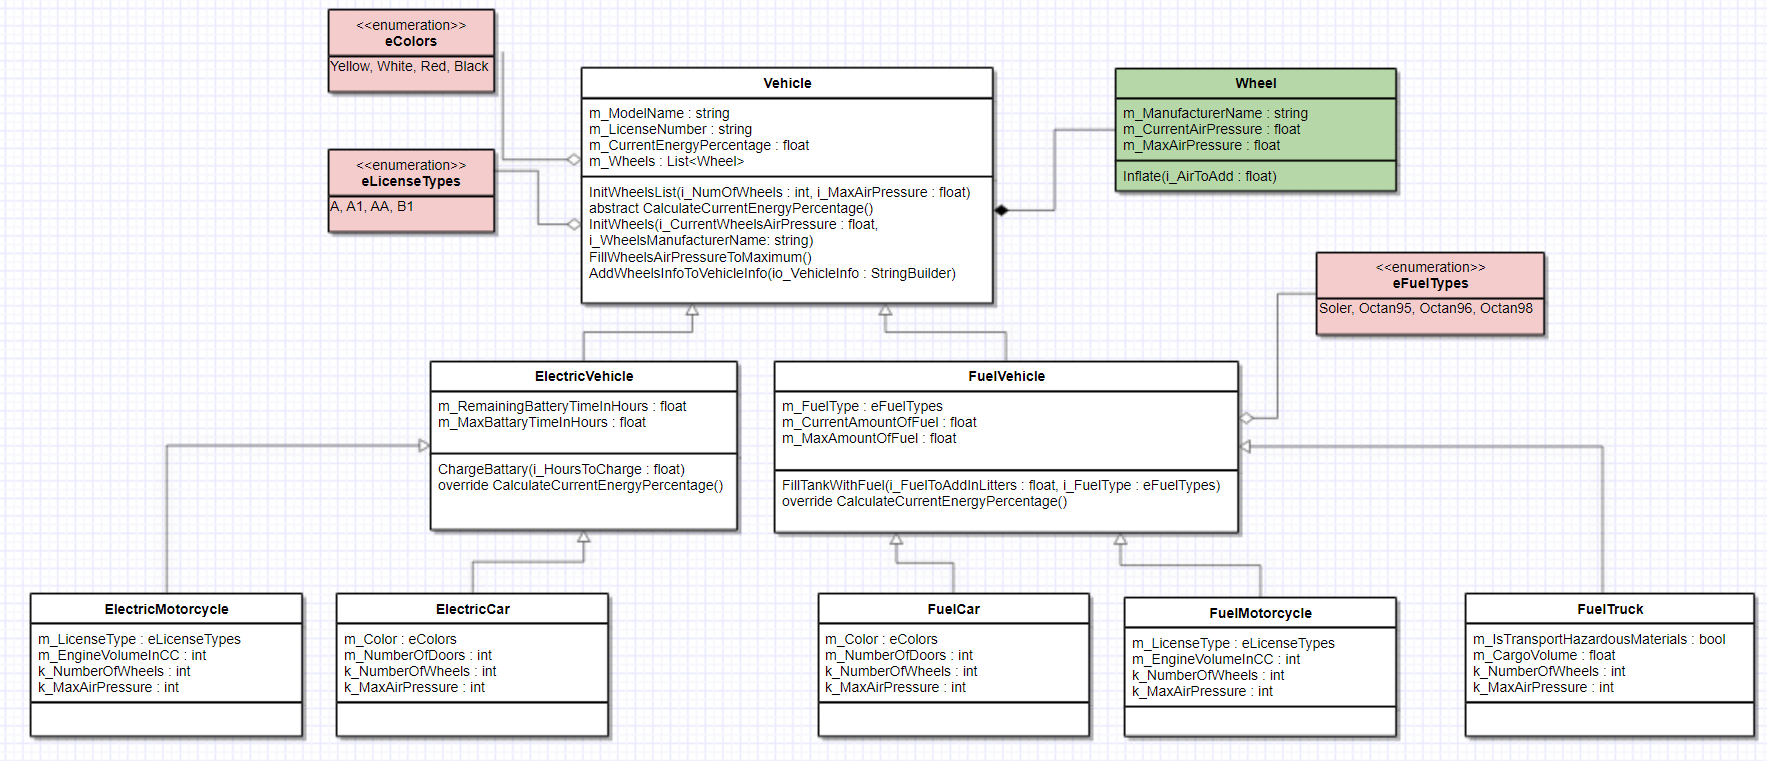 <<enumeration>>
eColors
Yellow, White, Red, Black
<<enumeration>>
eLicenseTypes
A, A1, AA, B1
Vehicle
m_ModelName : string
m_LicenseNumber : string
m_CurrentEnergyPercentage : float
m_Wheels : List<Wheel>
InitWheelsList(i_NumOfWheels : int, i_MaxAirPressure : float)
abstract CalculateCurrentEnergyPercentage()
InitWheels(i_CurrentWheelsAirPressure : float,
i_WheelsManufacturerName: string)
FillWheelsAirPressureToMaximum()
AddWheelsInfoToVehicleInfo(io_VehicleInfo : StringBuilder)
Wheel
m_ManufacturerName : string
m_CurrentAirPressure : float
m_MaxAirPressure : float
Inflate(i_AirToAdd : float)
<<enumeration>>
eFuelTypes
Soler, Octan95, Octan96, Octan98
ElectricVehicle
m_RemainingBatteryTimeInHours : float
m_MaxBattaryTimeInHours : float
ChargeBattary(i_HoursToCharge : float)
override CalculateCurrentEnergyPercentage()
FuelVehicle
m_FuelType : eFuelTypes
m_CurrentAmountOfFuel : float
m_MaxAmountOfFuel : float
FillTankWithFuel(i_FuelToAddInLitters : float, i_FuelType : eFuelTypes)
override CalculateCurrentEnergyPercentage()
ElectricMotorcycle
m_LicenseType : eLicenseTypes
m_EngineVolumeInCC : int
k_NumberOfWheels : int
k_MaxAirPressure : int
ElectricCar
m_Color : eColors
m_NumberOfDoors : int
k_NumberOfWheels : int
k_MaxAirPressure : int
FuelCar
m_Color : eColors
m_NumberOfDoors : int
k_NumberOfWheels : int
k_MaxAirPressure : int
FuelMotorcycle
m_LicenseType : eLicenseTypes
m_EngineVolumeInCC : int
k_NumberOfWheels : int
k_MaxAirPressure : int
FuelTruck
m_IsTransportHazardousMaterials : bool
m_CargoVolume : float
k_NumberOfWheels : int
k_MaxAirPressure : int